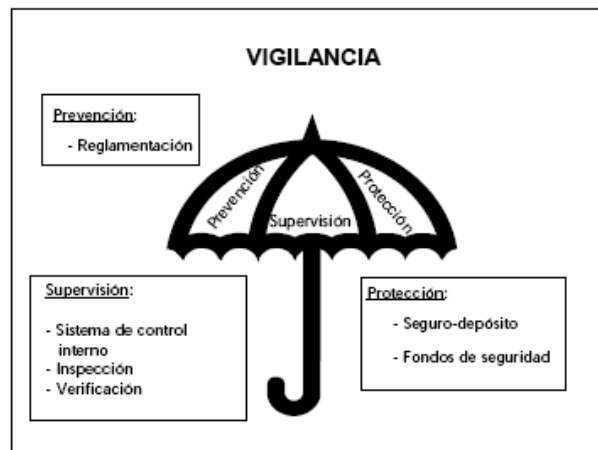 VIGILANCIA
Prevención:
- Reglamentación
Prevención
Supervisión
Protección
Supervisión:
- Sistema de control
interno
- Inspección
- Verificación
Protección:
- Seguro-depósito
- Fondos de seguridad